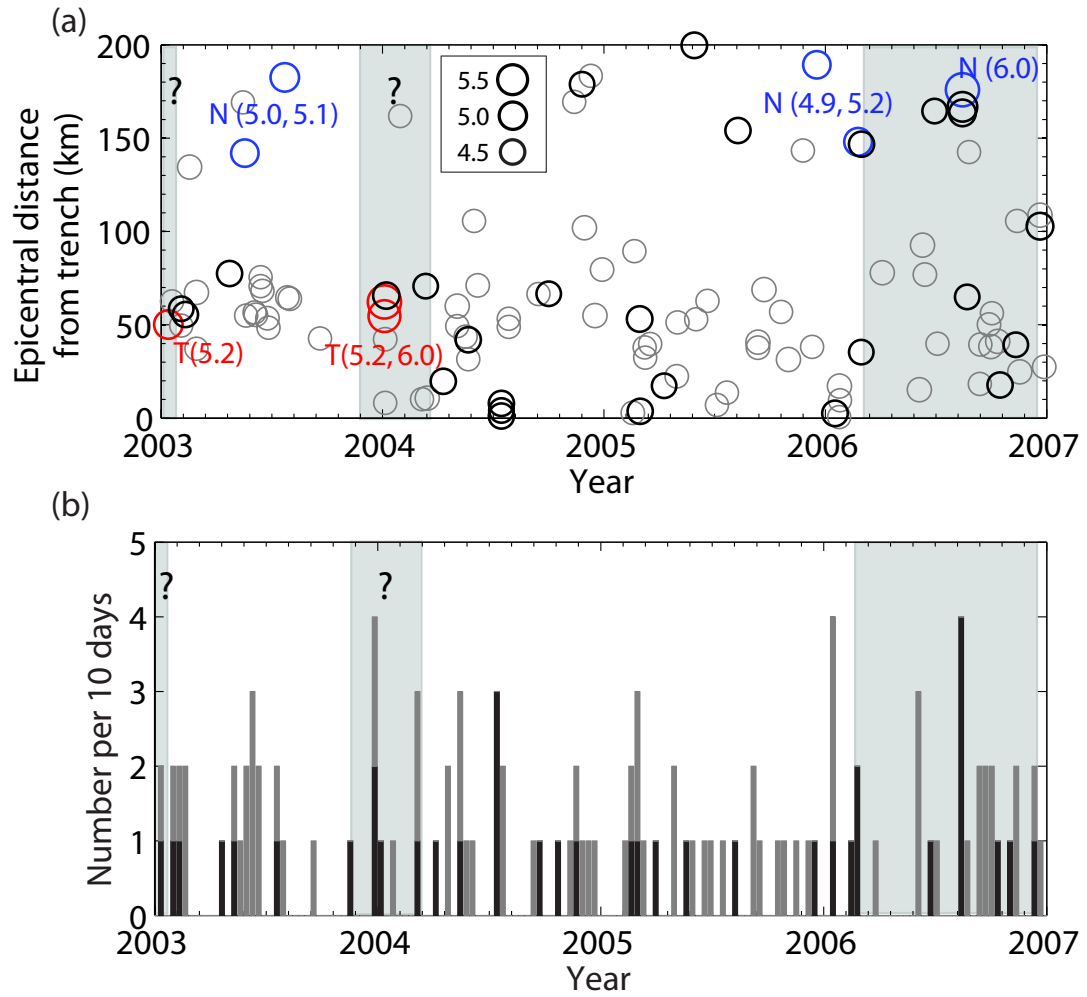 (a)
Epicentral distance
from trench (km)
200
150
100
50
0
?
N (5.0, 5.1)
?
5.5
5.0
4.5
N (4.9, 5.2)
N (6.0)
T(5.2)
T(5.2, 6.0)
2003
2004
2005
2006
2007
Year
(b)
Number per 10 days
5
4
3
2
1
0
?
?
2003
2004
2005
2006
2007
Year